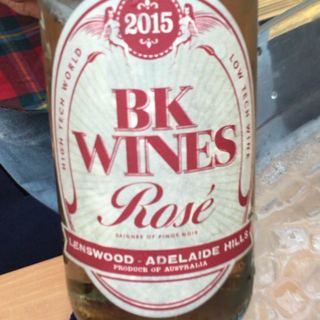 2015
HIGH TECH WORLD
LOW TECH WINE
BK
WINES
Rosé
SAIGNEE OF PINOT NOIR
LENSWOOD - ADELAIDE HILLS
PRODUCT OF AUSTRALIA